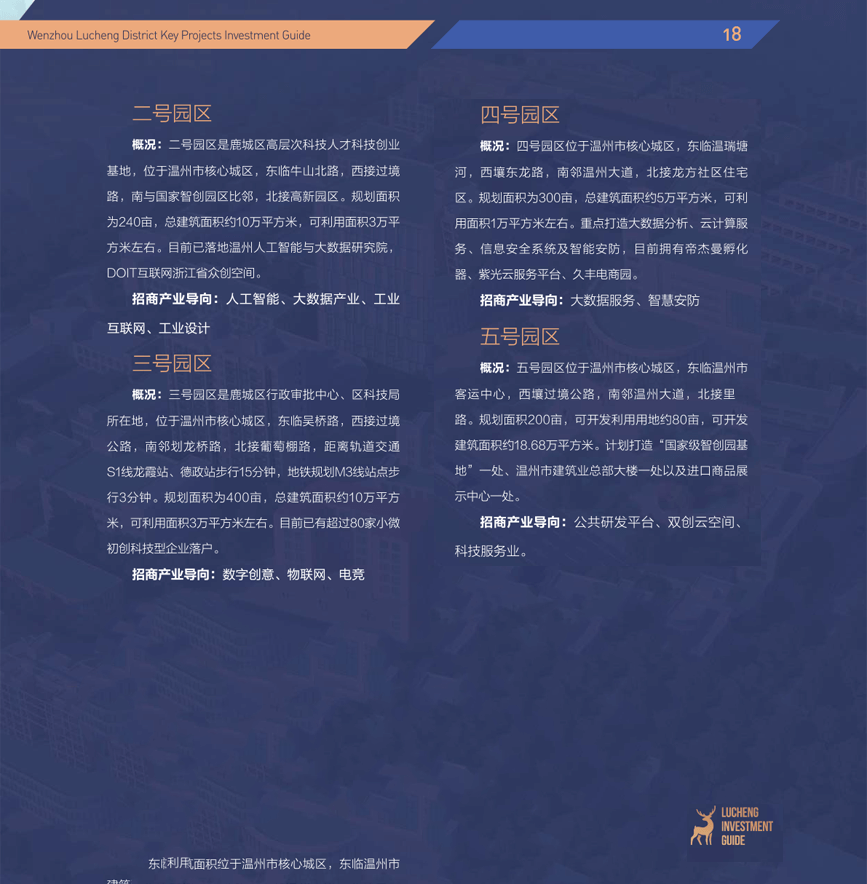 Wenzhou Lucheng District Key Projects Investment Guide
18
二号园区
概况：二号园区是鹿城区高层次科技人才科技创业
基地，位于温州市核心城区，东临牛山北路，西接过境
路，南与国家智创园区比邻，北接高新园区。规划面积
为240亩，总建筑面积约10万平方米，可利用面积3万平
方米左右。目前已落地温州人工智能与大数据研究院，
DOIT互联网浙江省众创空间。
招商产业导向：人工智能、大数据产业、工业
互联网、工业设计
三号园区
概况：三号园区是鹿城区行政审批中心、区科技局
所在地，位于温州市核心城区，东临吴桥路，西接过境
公路，南邻划龙桥路，北接葡萄棚路，距离轨道交通
S1线龙霞站、德政站步行15分钟，地铁规划M3线站点步
行3分钟。规划面积为400亩，总建筑面积约10万平方
米，可利用面积3万平方米左右。目前已有超过80家小微
初创科技型企业落户。
招商产业导向：数字创意、物联网、电竞
四号园区
概况：四号园区位于温州市核心城区，东临温瑞塘
河，西壤东龙路，南邻温州大道，北接龙方社区住宅
区。规划面积为300亩，总建筑面积约5万平方米，可利
用面积1万平方米左右。重点打造大数据分析、云计算服
务、信息安全系统及智能安防，目前拥有帝杰曼孵化
器、紫光云服务平台、久丰电商园。
招商产业导向：大数据服务、智慧安防
五号园区
概况：五号园区位于温州市核心城区，东临温州市
客运中心，西壤过境公路，南邻温州大道，北接里
路。规划面积200亩，可开发利用用地约80亩，可开发
建筑面积约18.68万平方米。计划打造“国家级智创园基
地”一处、温州市建筑业总部大楼一处以及进口商品展
示中心一处。
招商产业导向：公共研发平台、双创云空间、
科技服务业。
LUCHENG
INVESTMENT
GUIDE
利用面积位于温州市核心城区，东临温州市